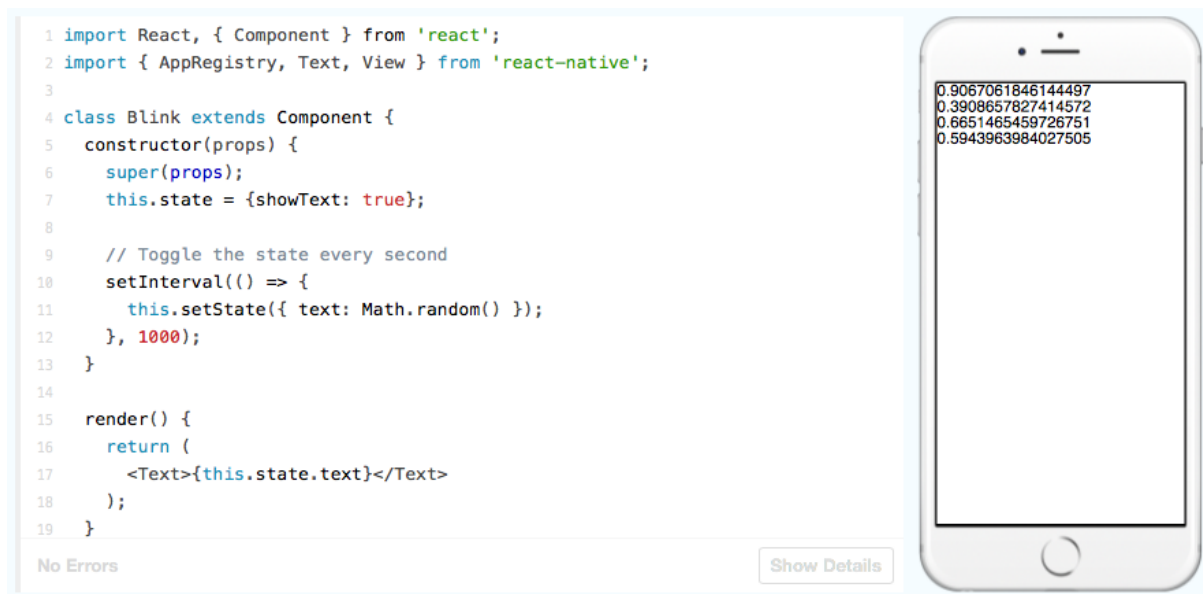 1 import React, { Component } from 'react';
2 import { AppRegistry, Text, View } from 'react-native';
3
4 class Blink extends Component {
5   constructor(props) {
6     super(props);
7     this.state = {showText: true};
8
9     // Toggle the state every second
10     setInterval(() => {
11       this.setState({ text: Math.random() });
12     }, 1000);
13   }
14
15   render() {
16     return (
17       <Text>{this.state.text}</Text>
18     );
19   }
No Errors
Show Details
0.9067061846144497
0.3908657827414572
0.6651465459726751
0.5943963984027505